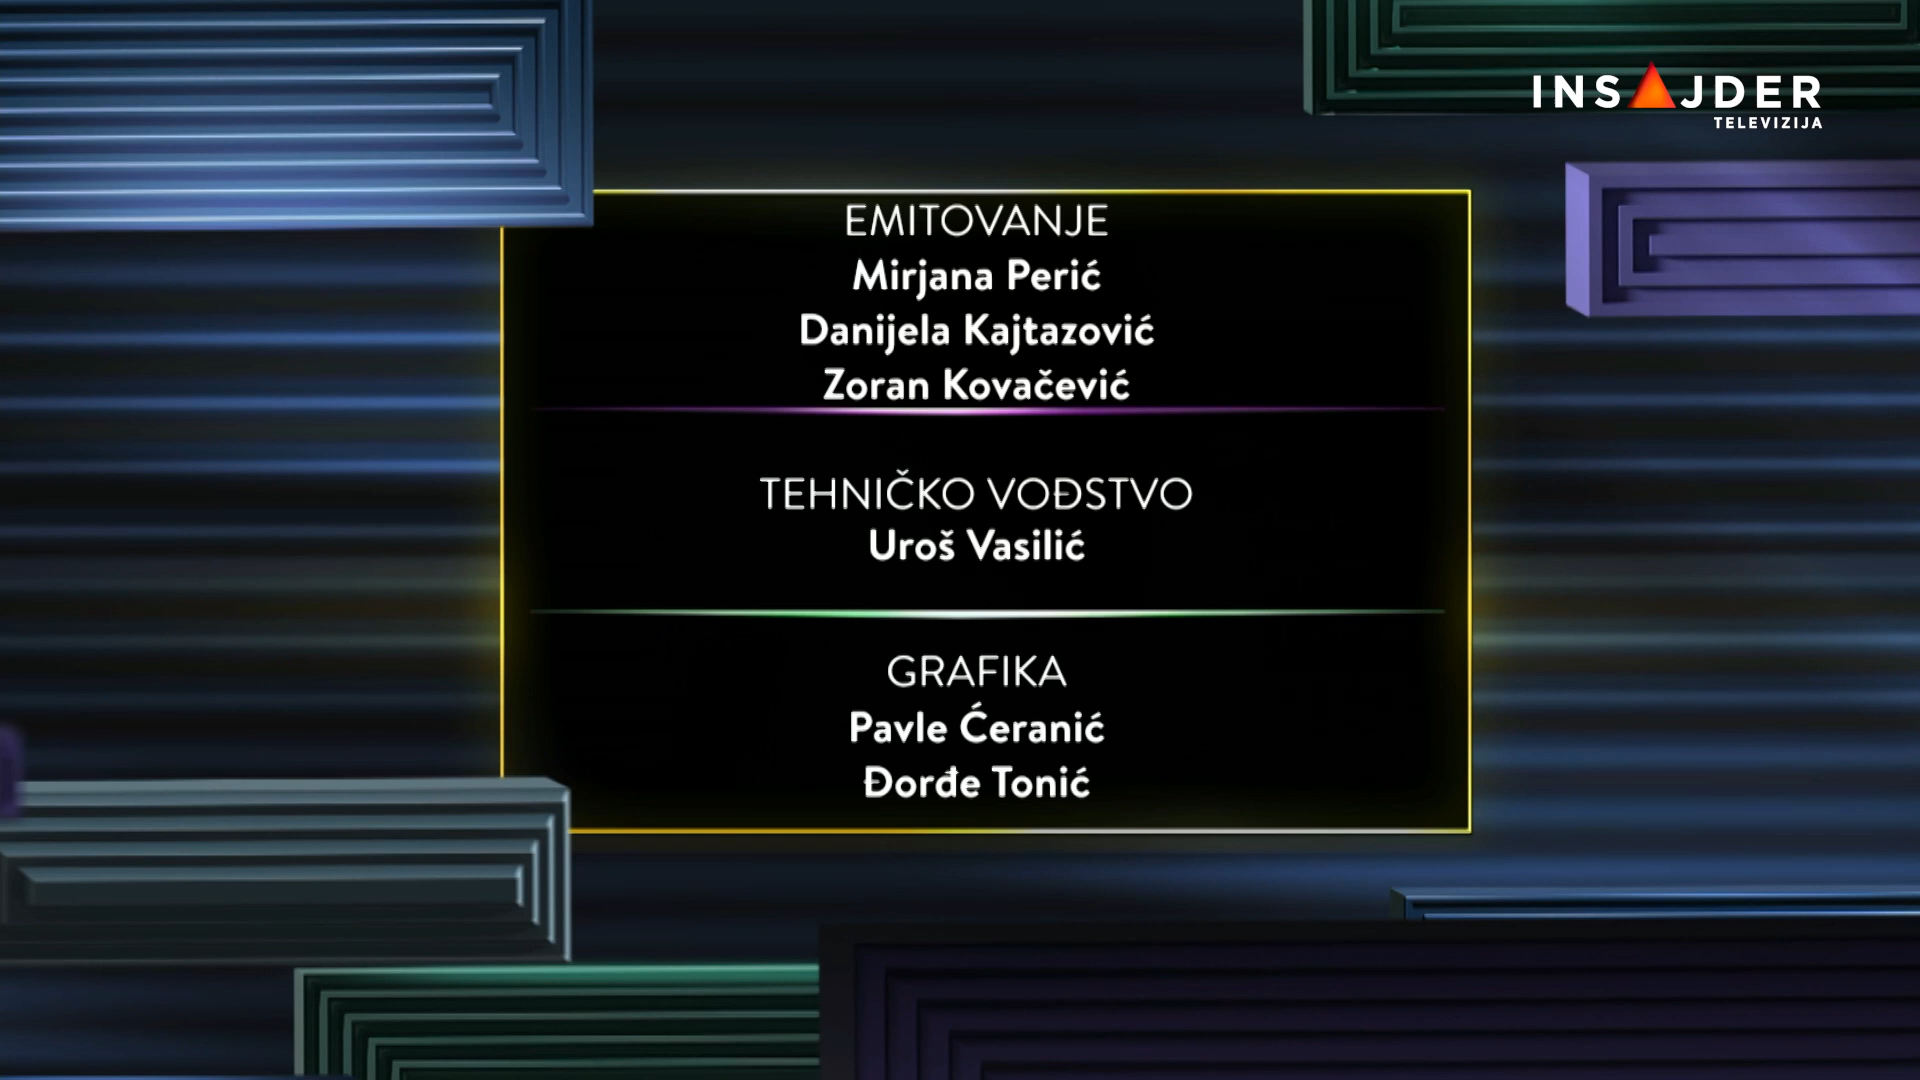 INSAJDER
TELEVIZIJA
EMITOVANJE
Mirjana Perić
Danijela Kajtazović
Zoran Kovačević
TEHNIČKO VOĐSTVO
Uroš Vasilić
GRAFIKA
Pavle Ćeranić
Đorđe Tonić